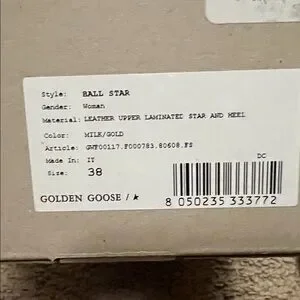 Style: BALL STAR
Gender: Woman
Material: LEATHER UPPER LAMINATED STAR AND HEEL
Color: MILK/GOLD
Article: GWF00117.F000783.80608.FS
Made In: IT
DC
Size: 38
GOLDEN GOOSE / ★
8 050235 333772